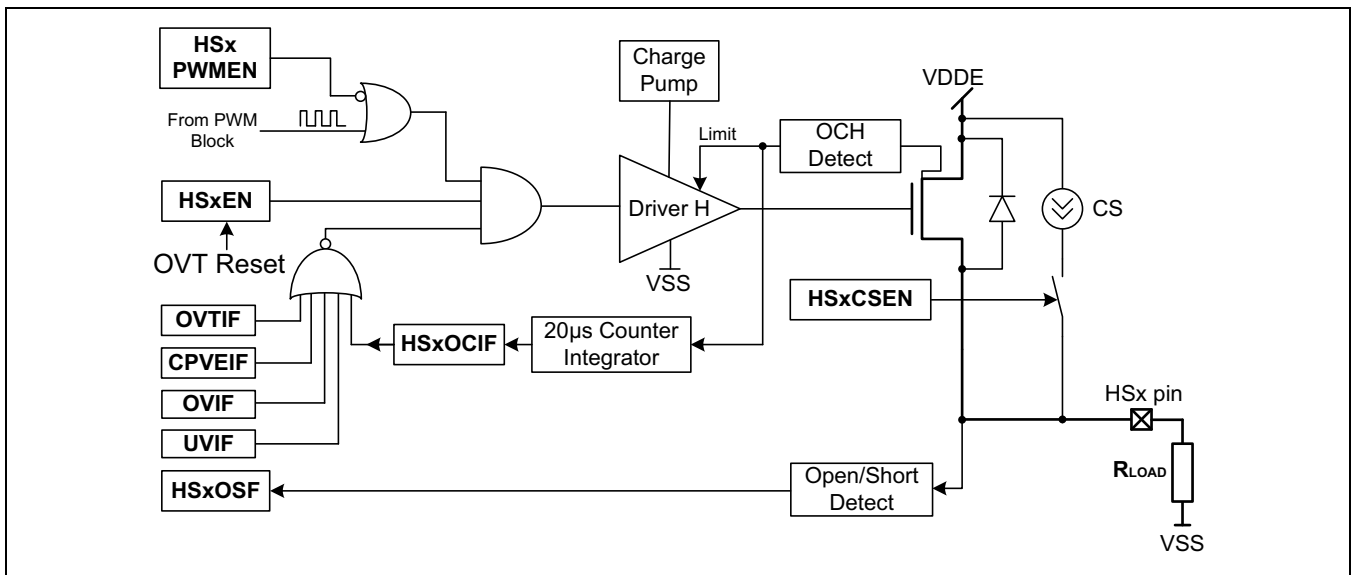 HSx
PWMEN
From PWM
Block
HSxEN
OVT Reset
OVTIF
CPVEIF
OVIF
UVIF
HSxOSF
HSxOCIF
20µs Counter
Integrator
Charge
Pump
Driver H
VSS
Limit
OCH
Detect
VDDE
CS
HSxCSEN
HSx pin
RLOAD
VSS
Open/Short
Detect